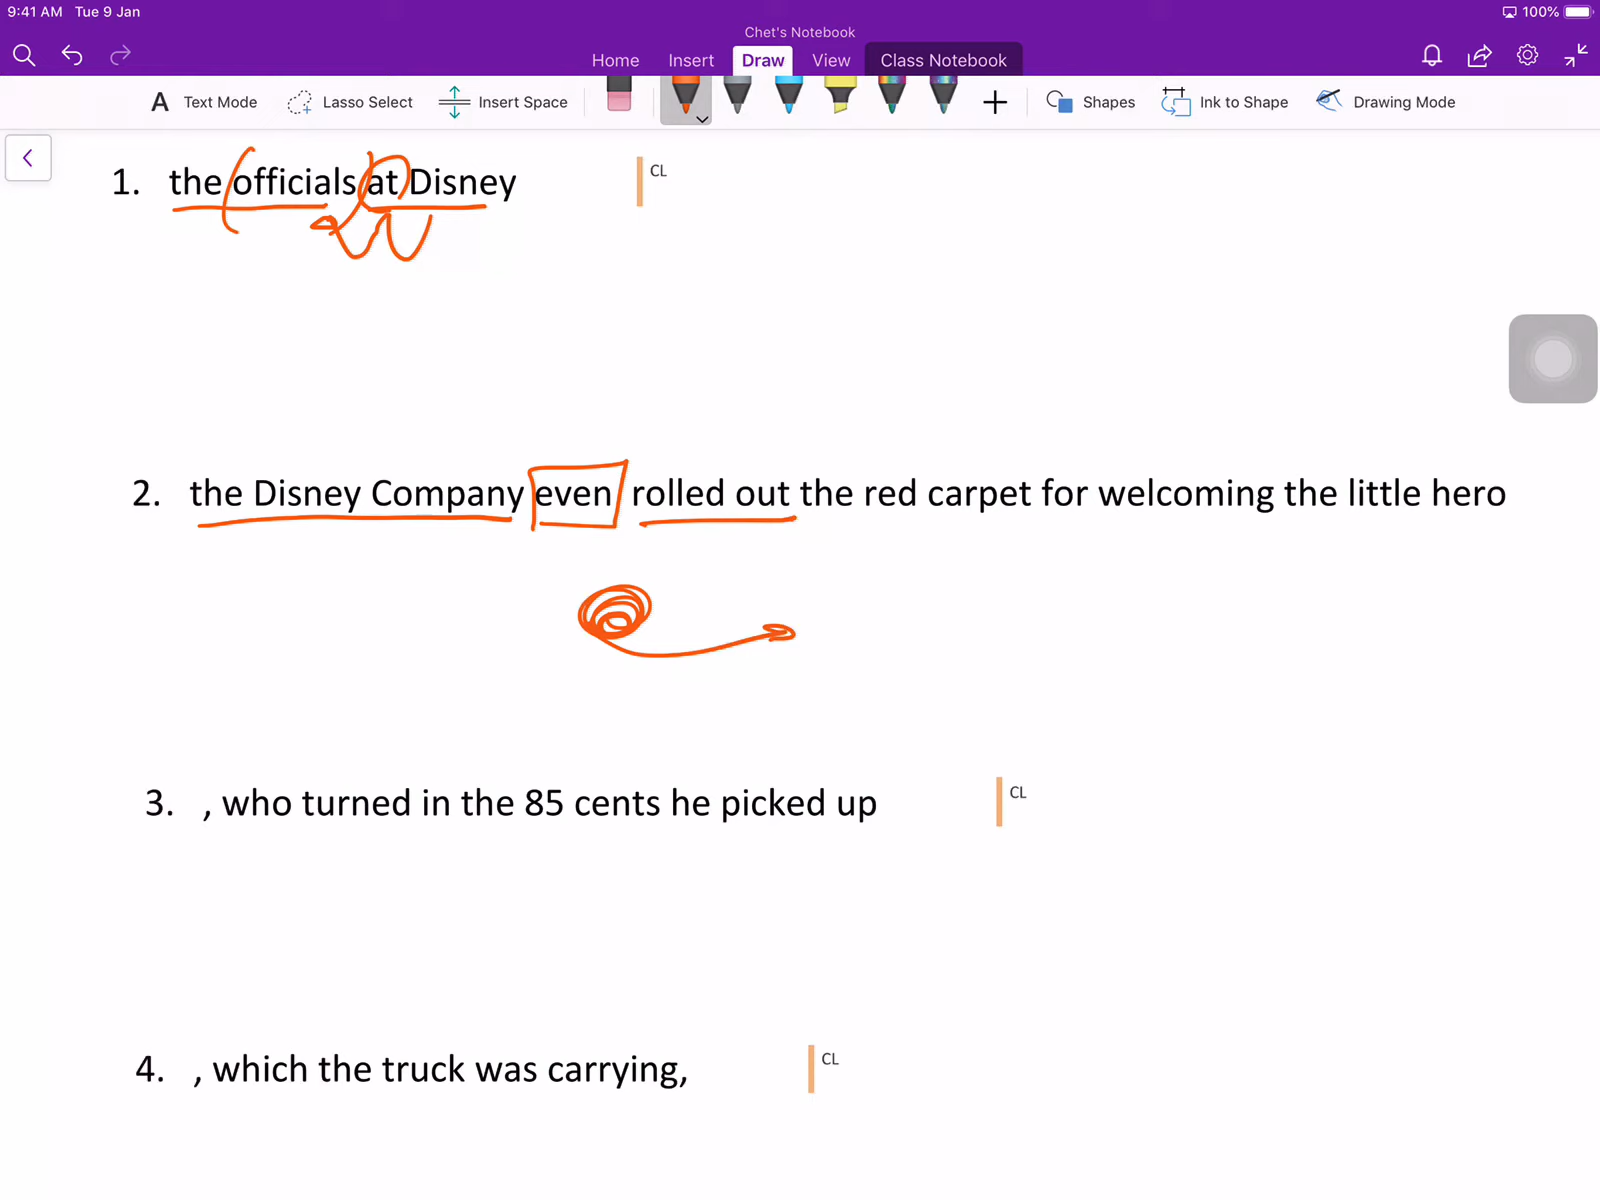 9:41 AM Tue 9 Jan
100%
Chet's Notebook
Home Insert Draw View Class Notebook
A Text Mode Lasso Select Insert Space Shapes Ink to Shape Drawing Mode
1. the officials at Disney
CL
2. the Disney Company even rolled out the red carpet for welcoming the little hero
3. , who turned in the 85 cents he picked up
CL
4. , which the truck was carrying,
CL